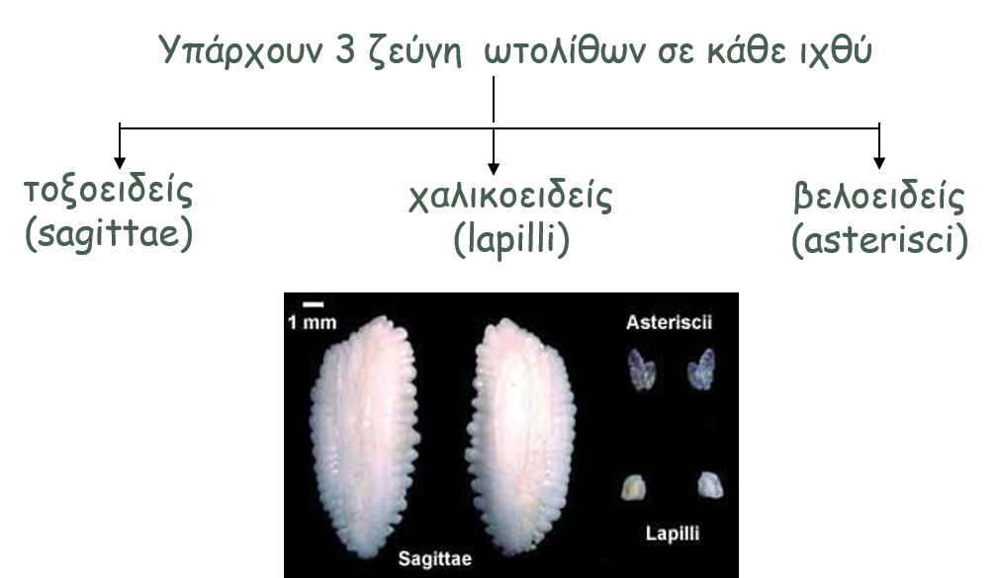 Υπάρχουν 3 ζεύγη ωτολίθων σε κάθε ιχθύ
τοξοειδείς
(sagittae)
χαλικοειδείς
(lapilli)
βελοειδείς
(asterisci)
1 mm
Asteriscii
Lapilli
Sagittae